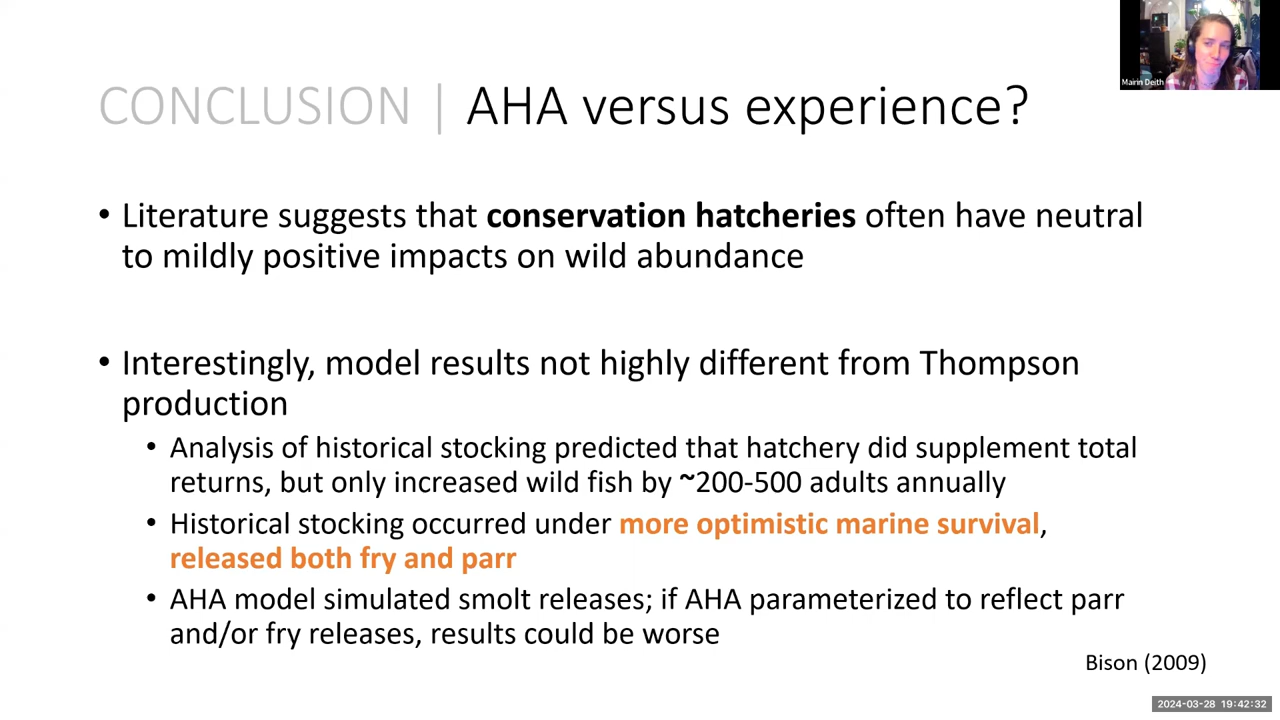 Mairin Deith
CONCLUSION | AHA versus experience?
• Literature suggests that conservation hatcheries often have neutral
to mildly positive impacts on wild abundance
• Interestingly, model results not highly different from Thompson
production
• Analysis of historical stocking predicted that hatchery did supplement total
returns, but only increased wild fish by ~200-500 adults annually
• Historical stocking occurred under more optimistic marine survival,
released both fry and parr
• AHA model simulated smolt releases; if AHA parameterized to reflect parr
and/or fry releases, results could be worse
Bison (2009)
2024-03-28 19:42:32